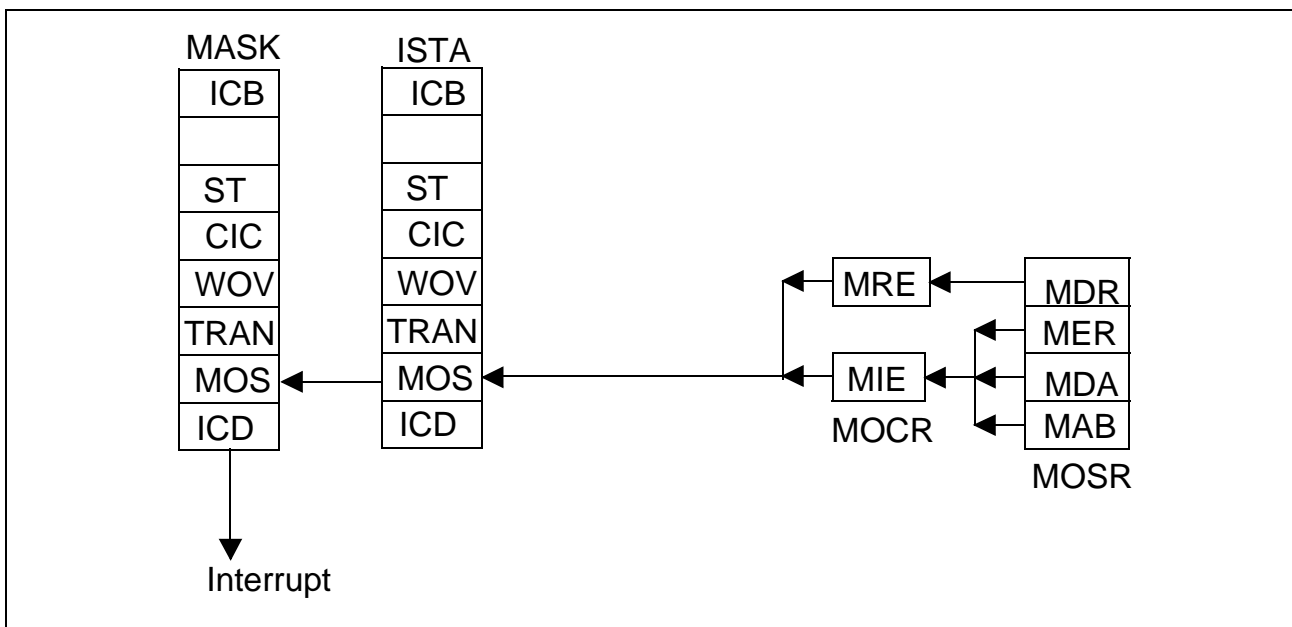 MASK
ICB
ST
CIC
WOV
TRAN
MOS
ICD
Interrupt
ISTA
ICB
ST
CIC
WOV
TRAN
MOS
ICD
MRE
MIE
MOCR
MDR
MER
MDA
MAB
MOSR